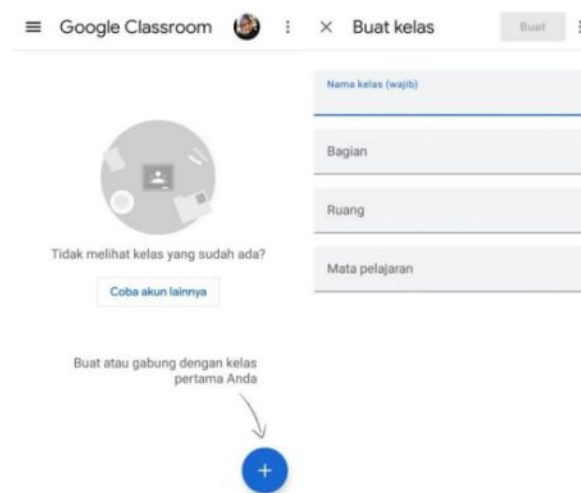 Google Classroom
Tidak melihat kelas yang sudah ada?
Coba akun lainnya
Buat atau gabung dengan kelas
pertama Anda
Buat kelas
Buat
Nama kelas (wajib)
Bagian
Ruang
Mata pelajaran